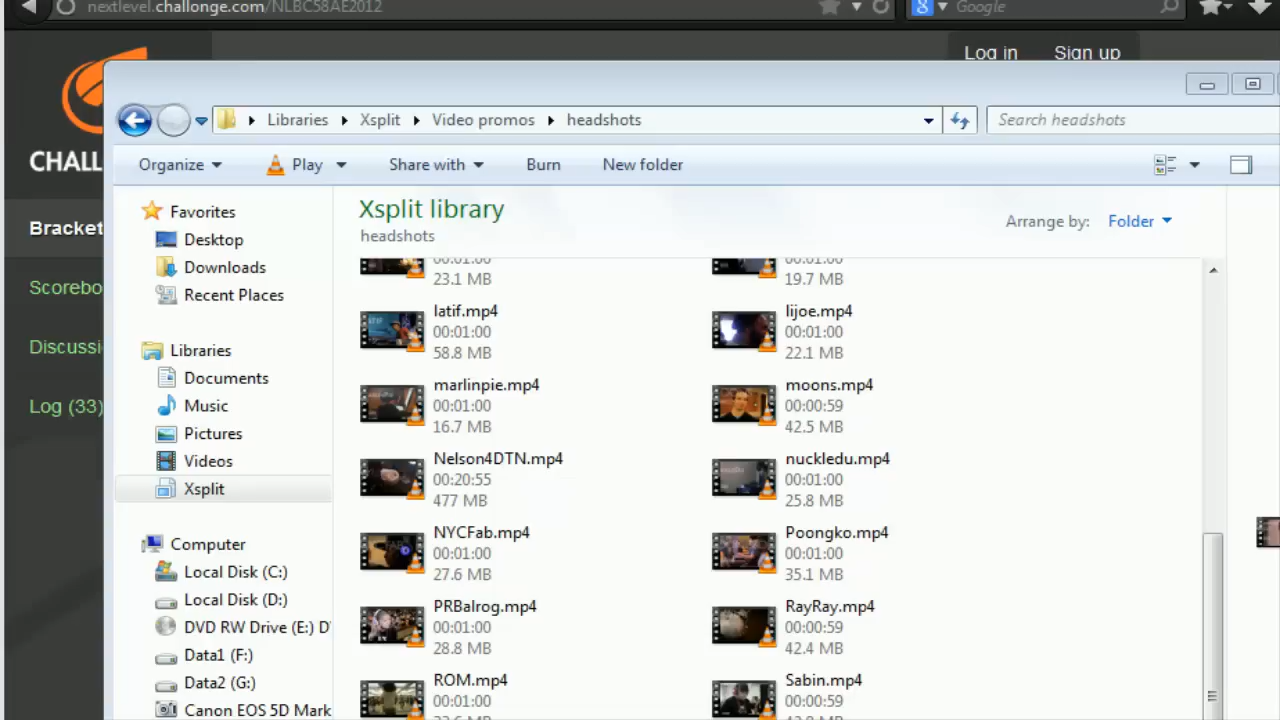 nextlevel.challonge.com/NLBC58AE2012
Google
Log in Sign up
CHALL
Libraries Xsplit Video promos headshots
Search headshots
Organize Play Share with Burn New folder
Bracket
Scorebo
Discussi
Log (33)
Favorites
Desktop
Downloads
Recent Places
Libraries
Documents
Music
Pictures
Videos
Xsplit
Computer
Local Disk (C:)
Local Disk (D:)
DVD RW Drive (E:) D
Data1 (F:)
Data2 (G:)
Canon EOS 5D Mark
Xsplit library
headshots
Arrange by: Folder
00:01:00
23.1 MB
19.7 MB
latif.mp4
00:01:00
58.8 MB
lijoe.mp4
00:01:00
22.1 MB
marlinpie.mp4
00:01:00
16.7 MB
moons.mp4
00:00:59
42.5 MB
Nelson4DTN.mp4
00:20:55
477 MB
nuckledu.mp4
00:01:00
25.8 MB
NYCFab.mp4
00:01:00
27.6 MB
Poongko.mp4
00:01:00
35.1 MB
PRBalrog.mp4
00:01:00
28.8 MB
RayRay.mp4
00:00:59
42.4 MB
ROM.mp4
00:01:00
Sabin.mp4
00:00:59